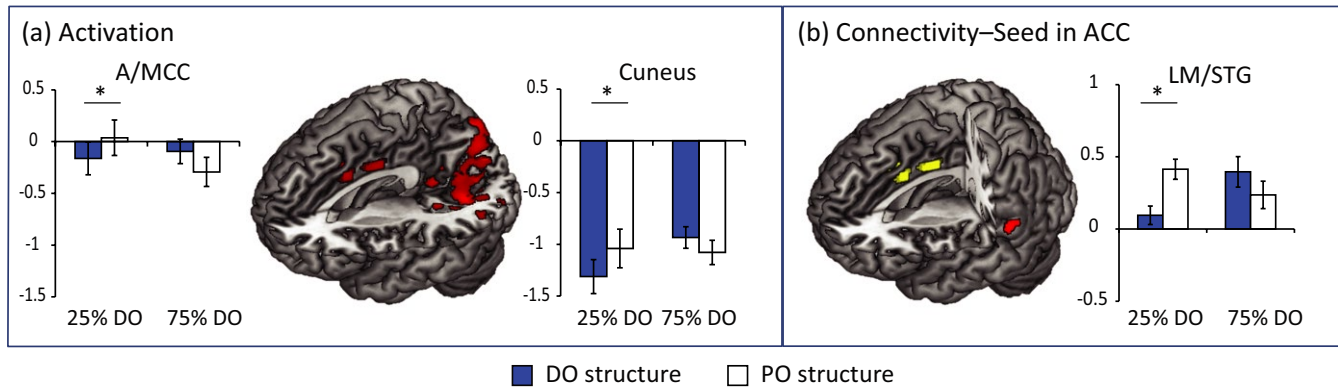 (a) Activation
A/MCC
*
0.5
0
-0.5
-1
-1.5
25% DO 75% DO
Cuneus
*
0.5
0
-0.5
-1
-1.5
25% DO 75% DO
(b) Connectivity–Seed in ACC
LM/STG
*
1
0.5
0
-0.5
25% DO 75% DO
DO structure PO structure